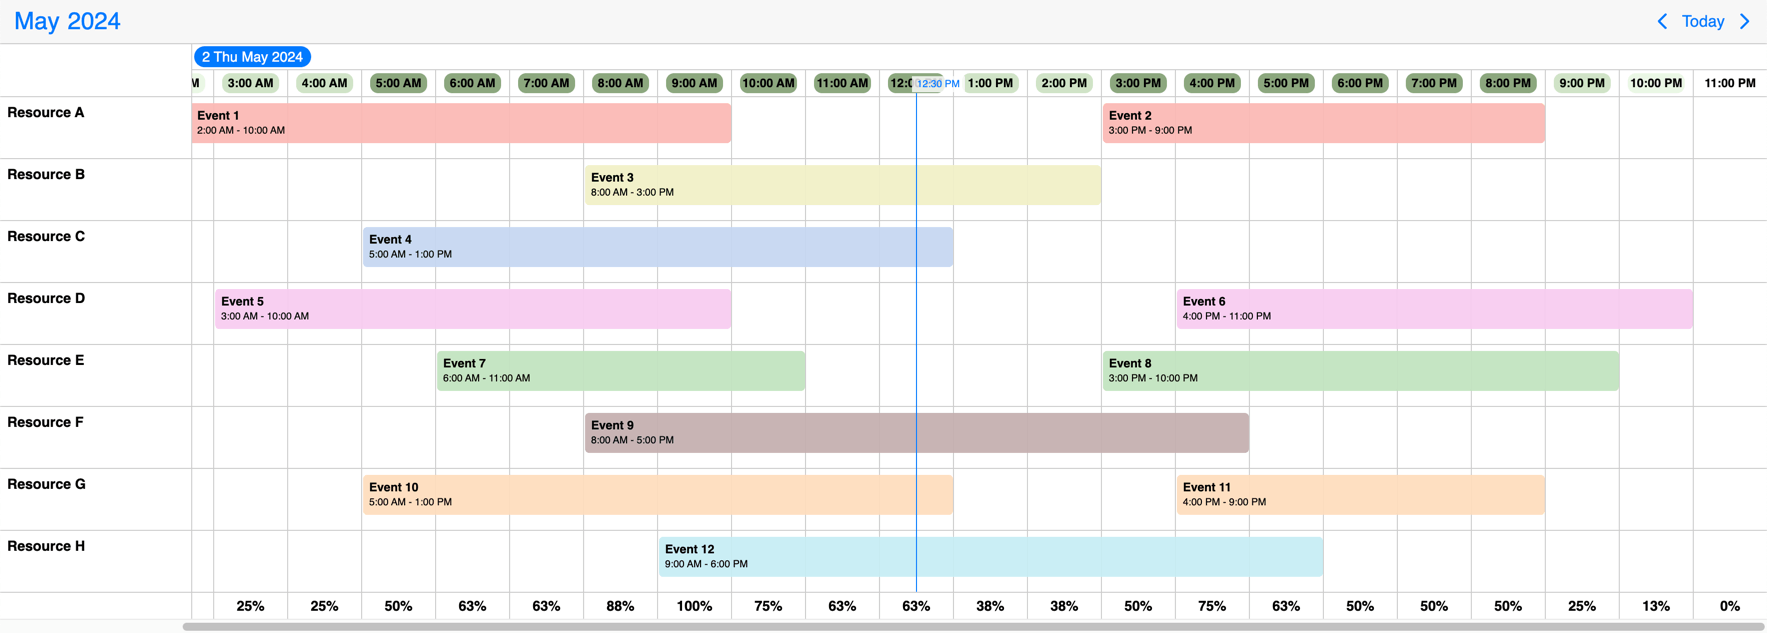 May 2024
Today
2 Thu May 2024
M 3:00 AM 4:00 AM 5:00 AM 6:00 AM 7:00 AM 8:00 AM 9:00 AM 10:00 AM 11:00 AM 12:0 12:30 PM 1:00 PM 2:00 PM 3:00 PM 4:00 PM 5:00 PM 6:00 PM 7:00 PM 8:00 PM 9:00 PM 10:00 PM 11:00 PM
Resource A
Event 1
2:00 AM - 10:00 AM
Event 2
3:00 PM - 9:00 PM
Resource B
Event 3
8:00 AM - 3:00 PM
Resource C
Event 4
5:00 AM - 1:00 PM
Resource D
Event 5
3:00 AM - 10:00 AM
Event 6
4:00 PM - 11:00 PM
Resource E
Event 7
6:00 AM - 11:00 AM
Event 8
3:00 PM - 10:00 PM
Resource F
Event 9
8:00 AM - 5:00 PM
Resource G
Event 10
5:00 AM - 1:00 PM
Event 11
4:00 PM - 9:00 PM
Resource H
Event 12
9:00 AM - 6:00 PM
25% 25% 50% 63% 63% 88% 100% 75% 63% 63% 38% 38% 50% 75% 63% 50% 50% 50% 25% 13% 0%